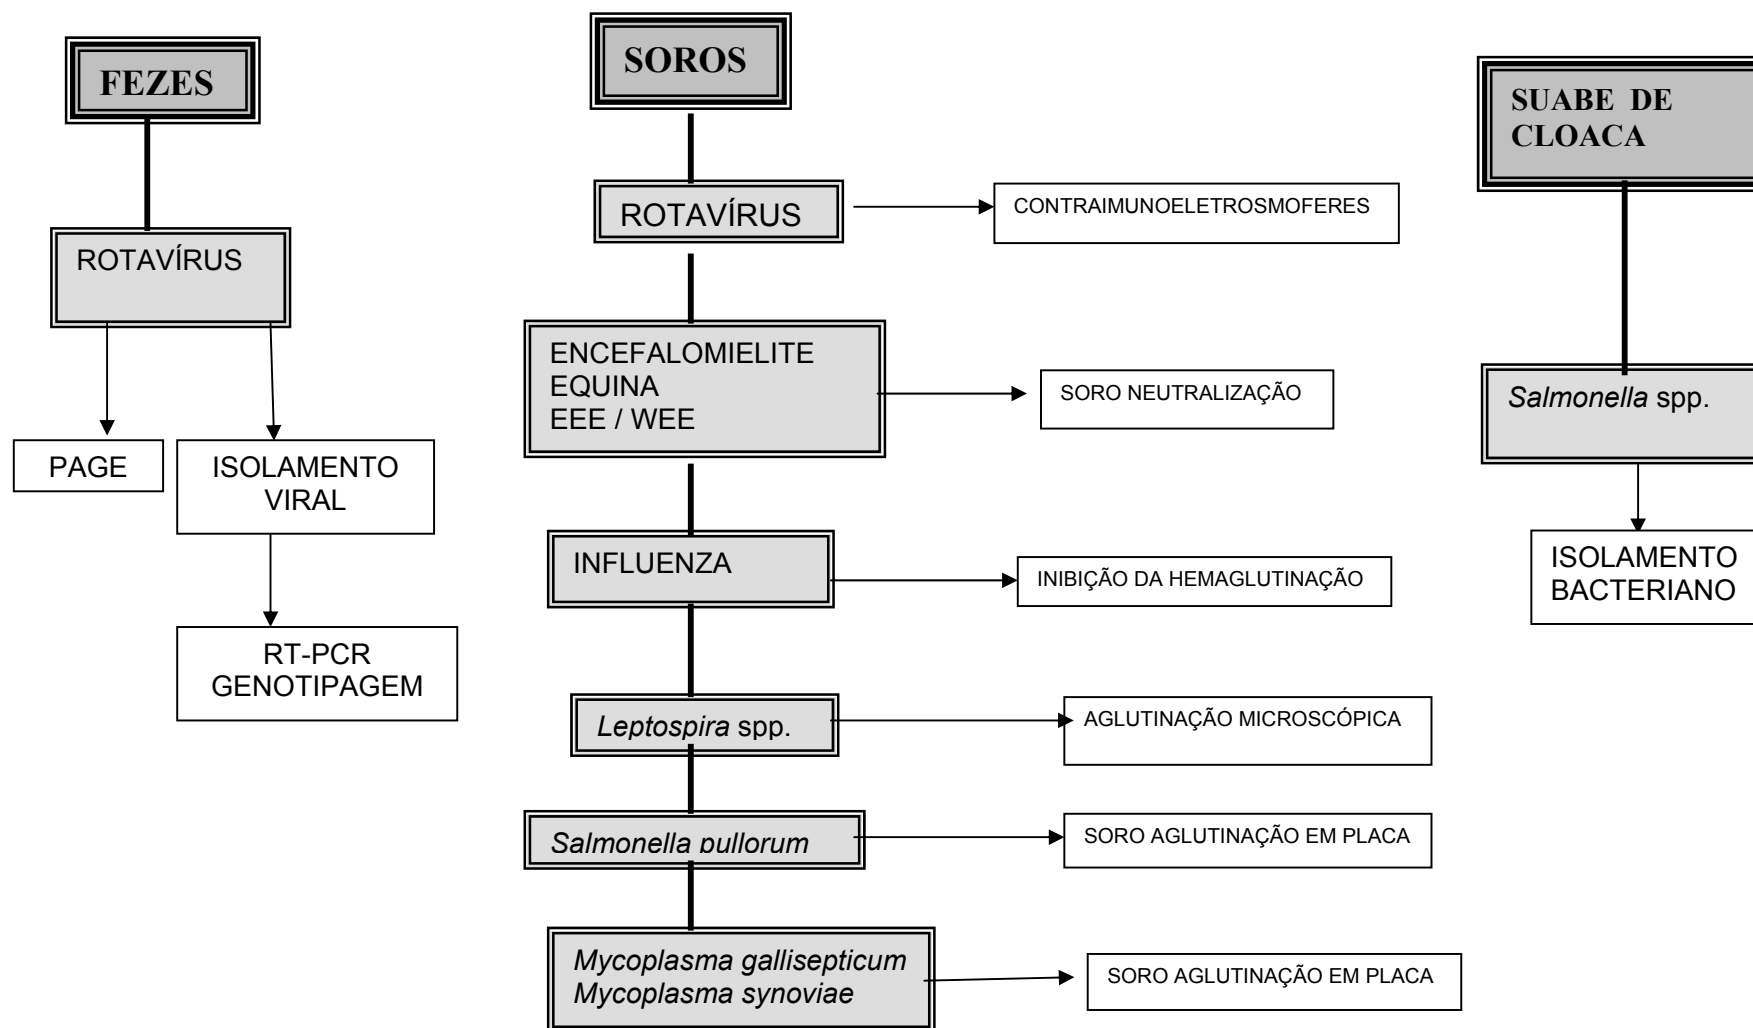 FEZES
ROTAVÍRUS
PAGE
ISOLAMENTO
VIRAL
RT-PCR
GENOTIPAGEM
SOROS
ROTAVÍRUS
CONTRAIMUNOELETROSMOFERES
ENCEFALOMIELITE
EQUINA
EEE / WEE
SORO NEUTRALIZAÇÃO
INFLUENZA
INIBIÇÃO DA HEMAGLUTINAÇÃO
Leptospira spp.
AGLUTINAÇÃO MICROSCÓPICA
Salmonella pullorum
SORO AGLUTINAÇÃO EM PLACA
Mycoplasma gallisepticum
Mycoplasma synoviae
SORO AGLUTINAÇÃO EM PLACA
SUABE DE
CLOACA
Salmonella spp.
ISOLAMENTO
BACTERIANO